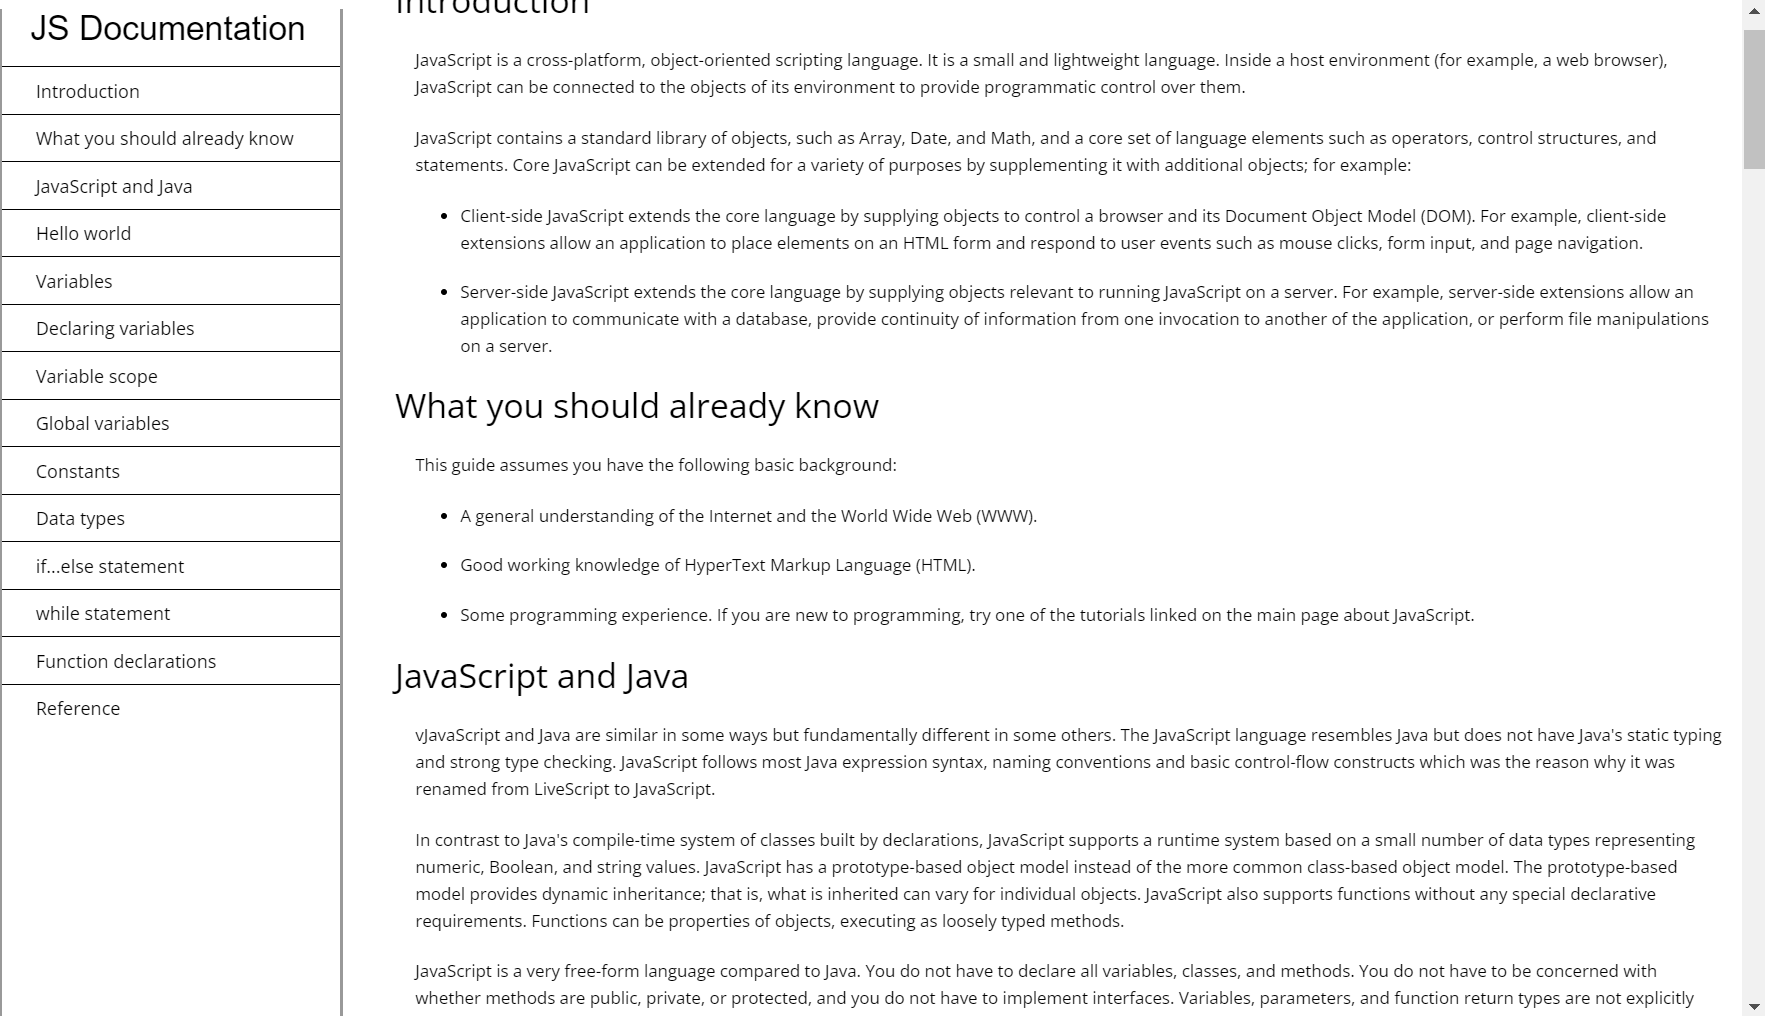 JS Documentation
Introduction
What you should already know
JavaScript and Java
Hello world
Variables
Declaring variables
Variable scope
Global variables
Constants
Data types
if...else statement
while statement
Function declarations
Reference
Introduction
JavaScript is a cross-platform, object-oriented scripting language. It is a small and lightweight language. Inside a host environment (for example, a web browser),
JavaScript can be connected to the objects of its environment to provide programmatic control over them.
JavaScript contains a standard library of objects, such as Array, Date, and Math, and a core set of language elements such as operators, control structures, and
statements. Core JavaScript can be extended for a variety of purposes by supplementing it with additional objects; for example:
• Client-side JavaScript extends the core language by supplying objects to control a browser and its Document Object Model (DOM). For example, client-side
extensions allow an application to place elements on an HTML form and respond to user events such as mouse clicks, form input, and page navigation.
• Server-side JavaScript extends the core language by supplying objects relevant to running JavaScript on a server. For example, server-side extensions allow an
application to communicate with a database, provide continuity of information from one invocation to another of the application, or perform file manipulations
on a server.
What you should already know
This guide assumes you have the following basic background:
• A general understanding of the Internet and the World Wide Web (WWW).
• Good working knowledge of HyperText Markup Language (HTML).
• Some programming experience. If you are new to programming, try one of the tutorials linked on the main page about JavaScript.
JavaScript and Java
vJavaScript and Java are similar in some ways but fundamentally different in some others. The JavaScript language resembles Java but does not have Java's static typing
and strong type checking. JavaScript follows most Java expression syntax, naming conventions and basic control-flow constructs which was the reason why it was
renamed from LiveScript to JavaScript.
In contrast to Java's compile-time system of classes built by declarations, JavaScript supports a runtime system based on a small number of data types representing
numeric, Boolean, and string values. JavaScript has a prototype-based object model instead of the more common class-based object model. The prototype-based
model provides dynamic inheritance; that is, what is inherited can vary for individual objects. JavaScript also supports functions without any special declarative
requirements. Functions can be properties of objects, executing as loosely typed methods.
JavaScript is a very free-form language compared to Java. You do not have to declare all variables, classes, and methods. You do not have to be concerned with
whether methods are public, private, or protected, and you do not have to implement interfaces. Variables, parameters, and function return types are not explicitly